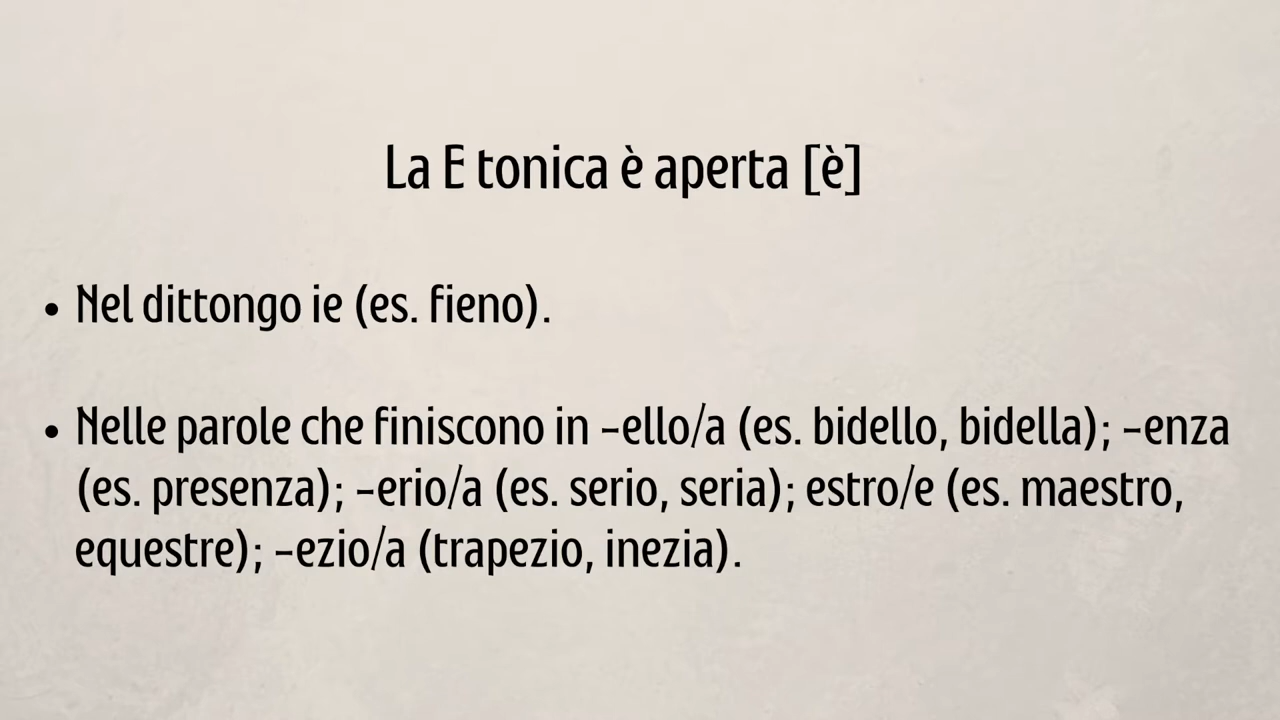 La E tonica è aperta [è]
• Nel dittongo ie (es. fieno).
• Nelle parole che finiscono in –ello/a (es. bidello, bidella); –enza
(es. presenza); –erio/a (es. serio, seria); estro/e (es. maestro,
equestre); –ezio/a (trapezio, inezia).